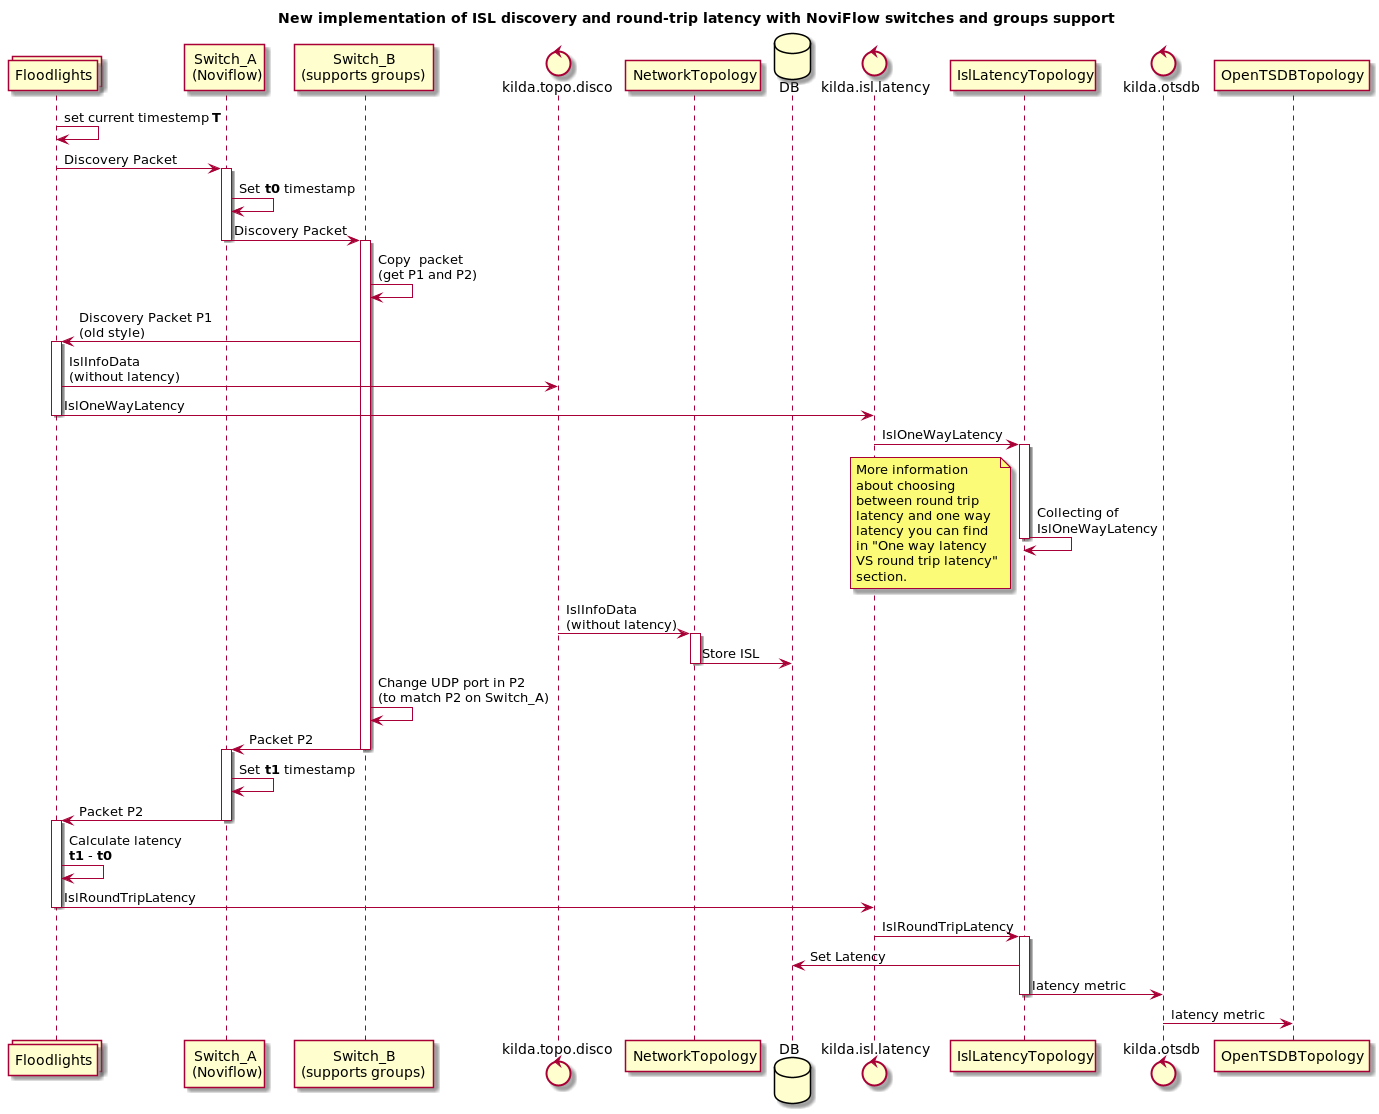 New implementation of ISL discovery and round-trip latency with NoviFlow switches and groups support
Floodlights
Switch_A
(Noviflow)
Switch_B
(supports groups)
kilda.topo.disco
NetworkTopology
DB
kilda.isl.latency
IslLatencyTopology
kilda.otsdb
OpenTSDBTopology
set current timestemp T
Discovery Packet
Set t0 timestamp
Discovery Packet
Copy  packet
(get P1 and P2)
Discovery Packet P1
(old style)
IslInfoData
(without latency)
IslOneWayLatency
IslOneWayLatency
More information
about choosing
between round trip
latency and one way
latency you can find
in "One way latency
VS round trip latency"
section.
Collecting of
IslOneWayLatency
IslInfoData
(without latency)
Store ISL
Change UDP port in P2
(to match P2 on Switch_A)
Packet P2
Set t1 timestamp
Packet P2
Calculate latency
t1 - t0
IslRoundTripLatency
IslRoundTripLatency
Set Latency
latency metric
latency metric
Floodlights
Switch_A
(Noviflow)
Switch_B
(supports groups)
kilda.topo.disco
NetworkTopology
DB
kilda.isl.latency
IslLatencyTopology
kilda.otsdb
OpenTSDBTopology